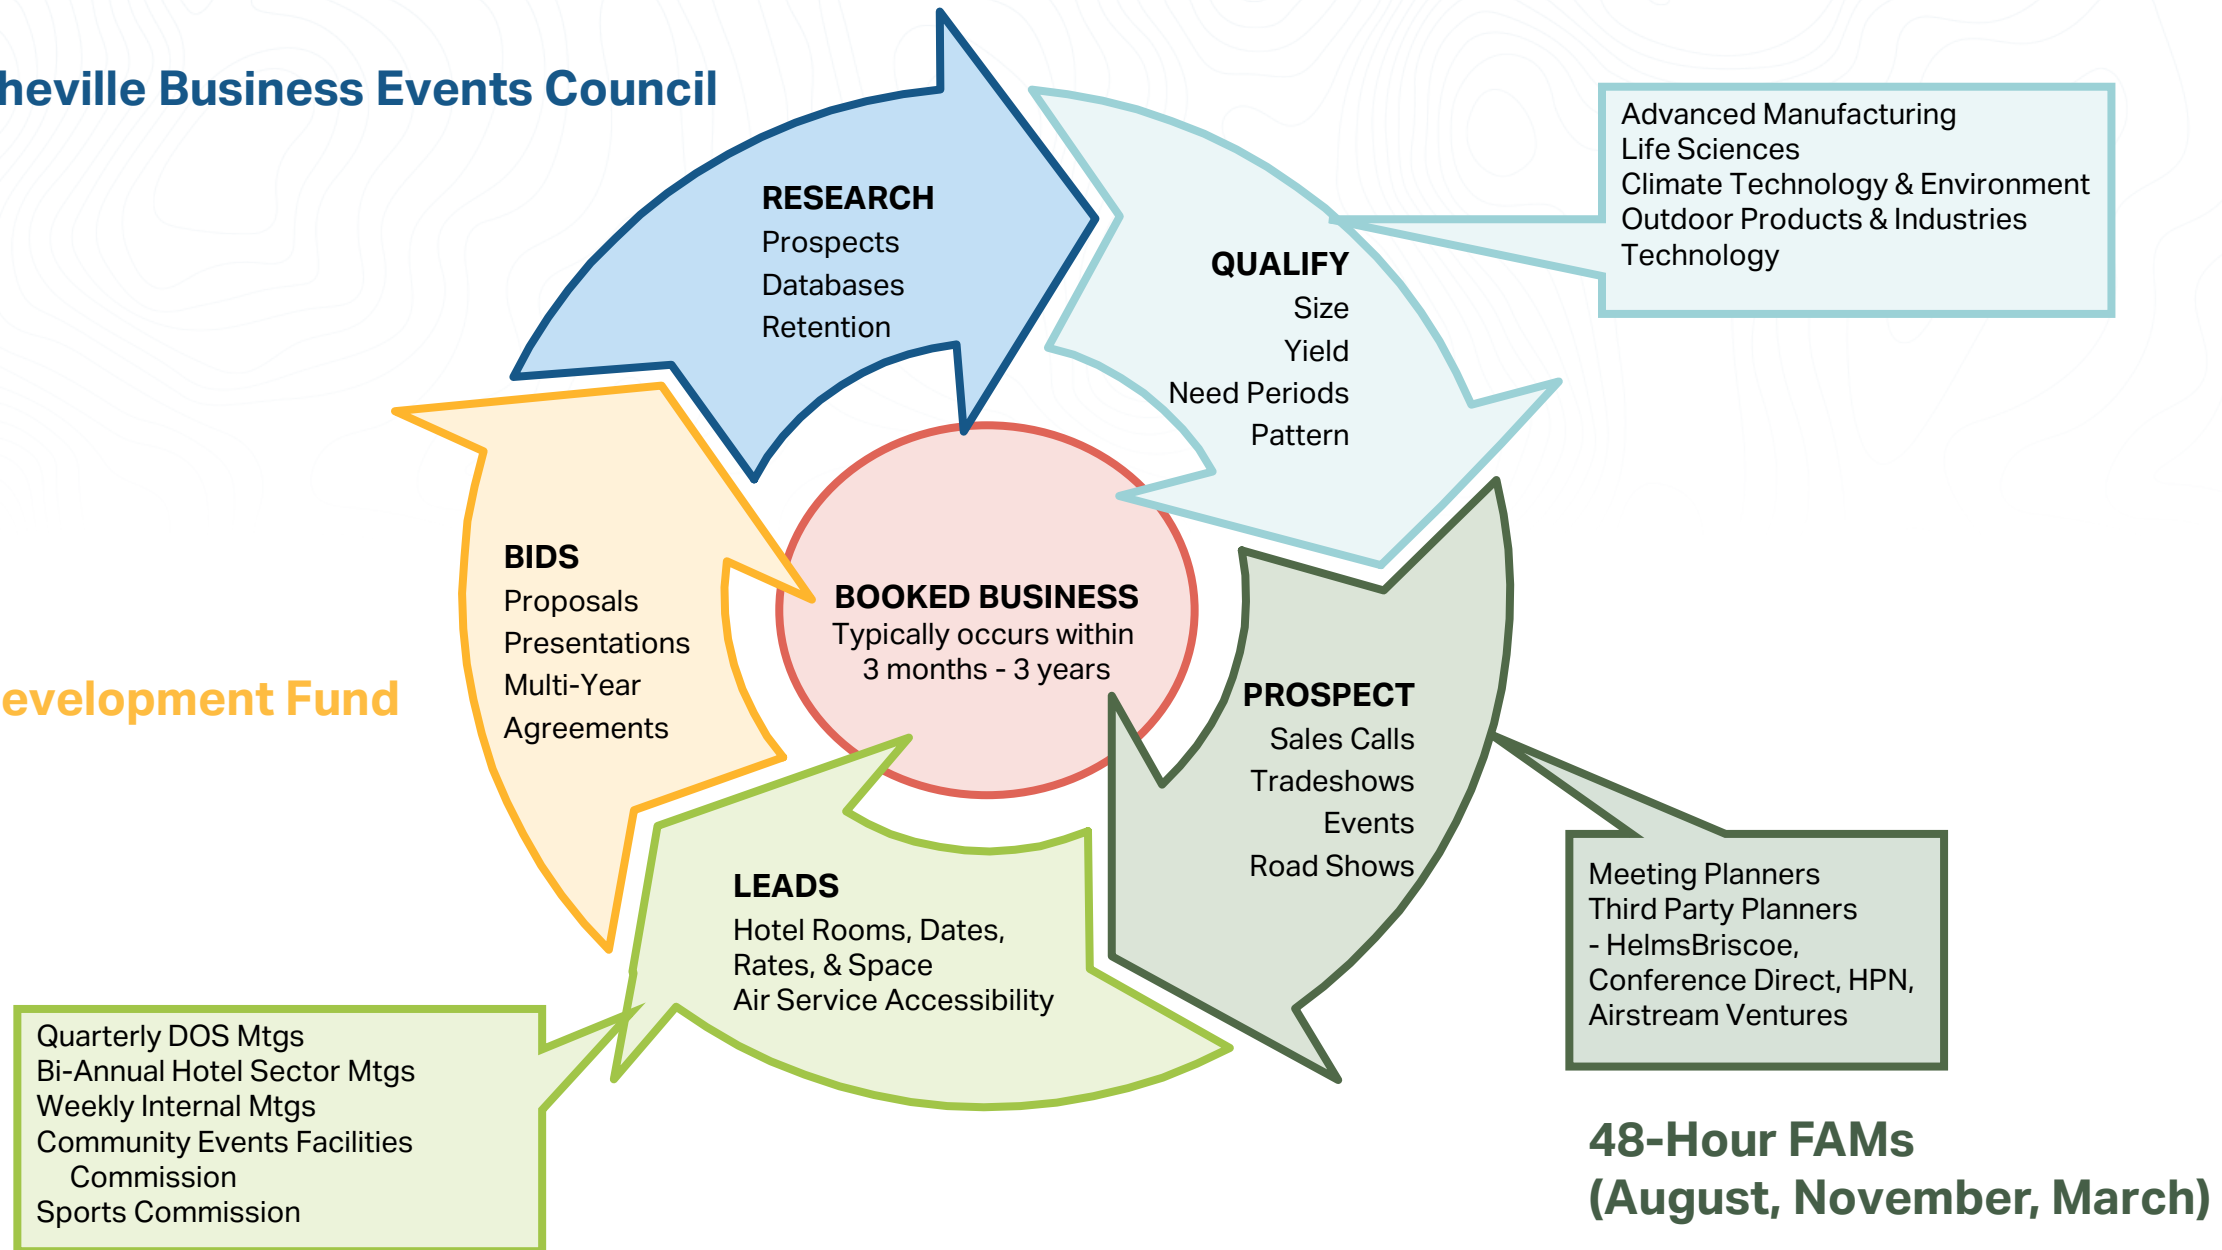 heville Business Events Council
RESEARCH
Prospects
Databases
Retention
QUALIFY
Size
Yield
Need Periods
Pattern
Advanced Manufacturing
Life Sciences
Climate Technology & Environment
Outdoor Products & Industries
Technology
BIDS
Proposals
Presentations
Multi-Year
Agreements
BOOKED BUSINESS
Typically occurs within
3 months - 3 years
PROSPECT
Sales Calls
Tradeshows
Events
Road Shows
evelopment Fund
LEADS
Hotel Rooms, Dates,
Rates, & Space
Air Service Accessibility
Meeting Planners
Third Party Planners
- HelmsBriscoe,
Conference Direct, HPN,
Airstream Ventures
Quarterly DOS Mtgs
Bi-Annual Hotel Sector Mtgs
Weekly Internal Mtgs
Community Events Facilities
Commission
Sports Commission
48-Hour FAMs
(August, November, March)